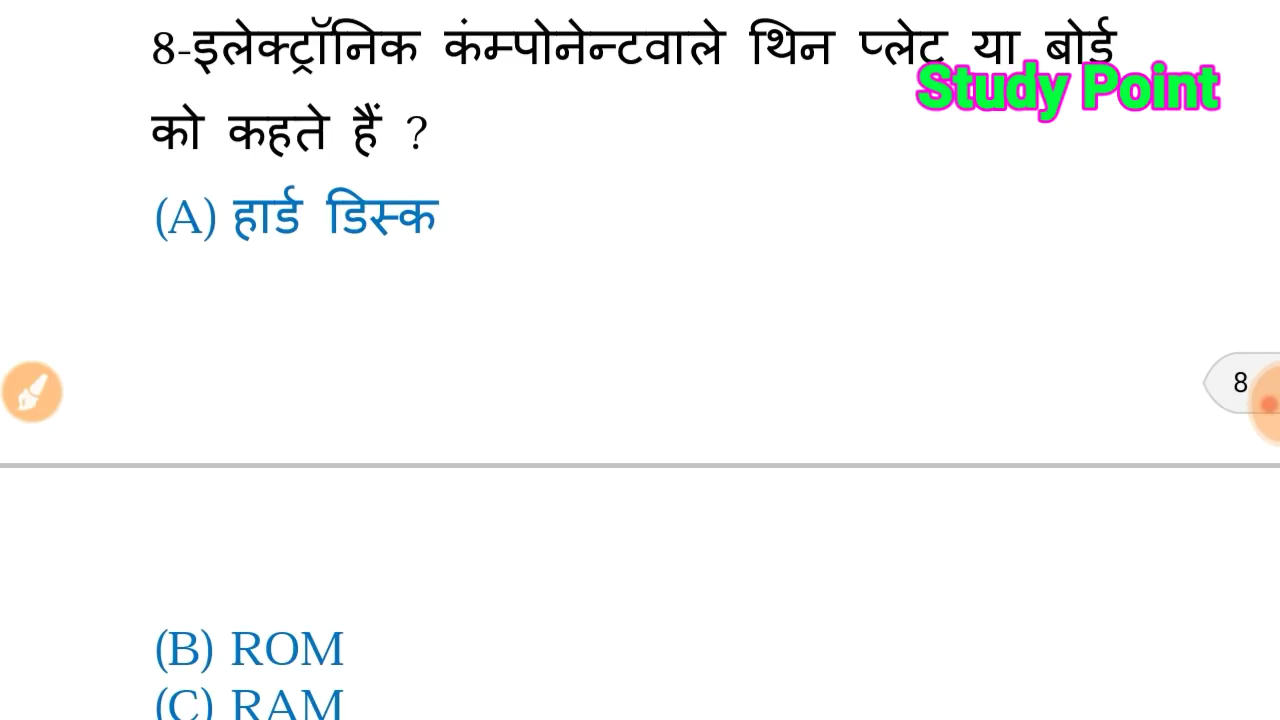 8-इलेक्ट्रॉनिक कंम्पोनेन्टवाले थिन प्लेट या बोर्ड
Study Point
को कहते हैं ?
(A) हार्ड डिस्क
8
(B) ROM
(C) RAM